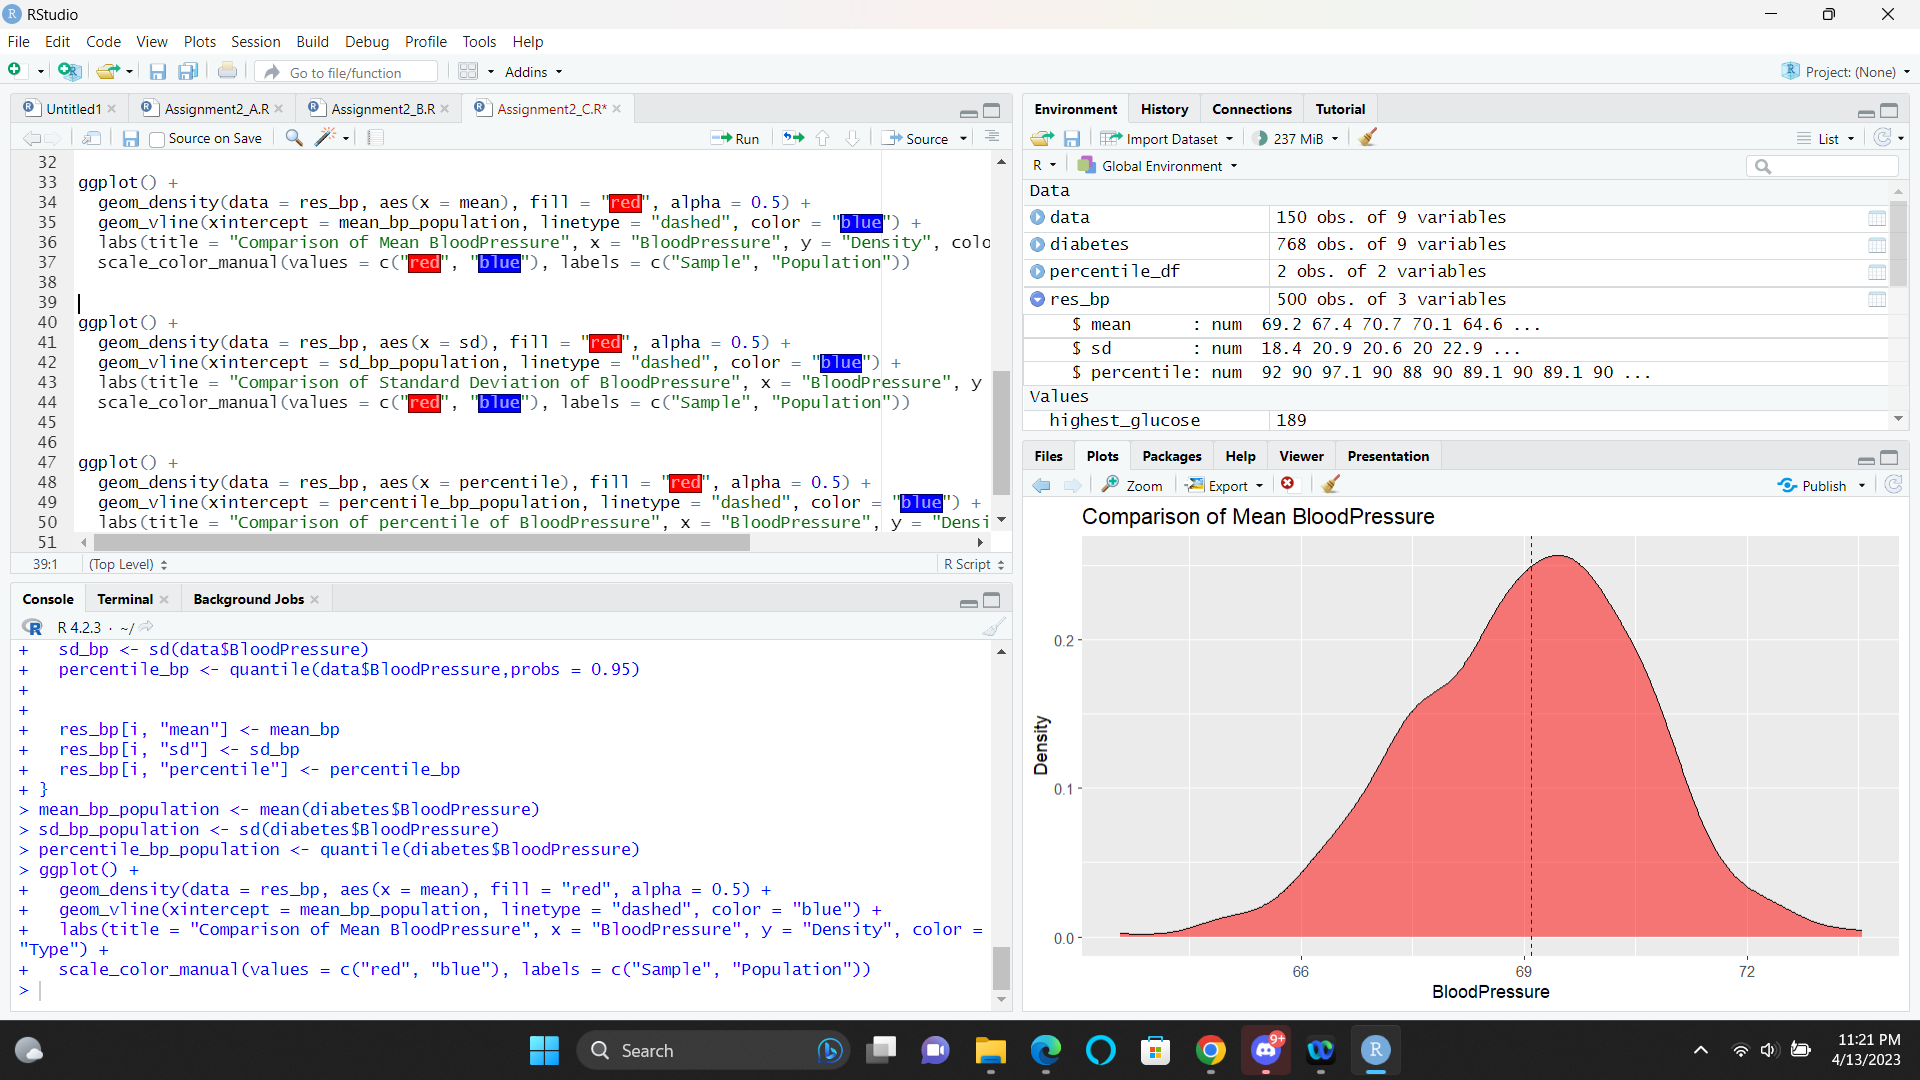 RStudio
File Edit Code View Plots Session Build Debug Profile Tools Help
Go to file/function Addins Project: (None)
Untitled1 Assignment2_A.R Assignment2_B.R Assignment2_C.R*
Source on Save Run Source
32
33 ggplot() +
34 geom_density(data = res_bp, aes(x = mean), fill = "red", alpha = 0.5) +
35 geom_vline(xintercept = mean_bp_population, linetype = "dashed", color = "blue") +
36 labs(title = "Comparison of Mean BloodPressure", x = "BloodPressure", y = "Density", colo
37 scale_color_manual(values = c("red", "blue"), labels = c("Sample", "Population"))
38
39
40 ggplot() +
41 geom_density(data = res_bp, aes(x = sd), fill = "red", alpha = 0.5) +
42 geom_vline(xintercept = sd_bp_population, linetype = "dashed", color = "blue") +
43 labs(title = "Comparison of Standard Deviation of BloodPressure", x = "BloodPressure", y
44 scale_color_manual(values = c("red", "blue"), labels = c("Sample", "Population"))
45
46
47 ggplot() +
48 geom_density(data = res_bp, aes(x = percentile), fill = "red", alpha = 0.5) +
49 geom_vline(xintercept = percentile_bp_population, linetype = "dashed", color = "blue") +
50 labs(title = "Comparison of percentile of BloodPressure", x = "BloodPressure", y = "Densi
51
39:1 (Top Level) R Script
Console Terminal Background Jobs
R 4.2.3 · ~/
+ sd_bp <- sd(data$BloodPressure)
+ percentile_bp <- quantile(data$BloodPressure,probs = 0.95)
+
+
+ res_bp[i, "mean"] <- mean_bp
+ res_bp[i, "sd"] <- sd_bp
+ res_bp[i, "percentile"] <- percentile_bp
+ }
> mean_bp_population <- mean(diabetes$BloodPressure)
> sd_bp_population <- sd(diabetes$BloodPressure)
> percentile_bp_population <- quantile(diabetes$BloodPressure)
> ggplot() +
+ geom_density(data = res_bp, aes(x = mean), fill = "red", alpha = 0.5) +
+ geom_vline(xintercept = mean_bp_population, linetype = "dashed", color = "blue") +
+ labs(title = "Comparison of Mean BloodPressure", x = "BloodPressure", y = "Density", color =
"Type") +
+ scale_color_manual(values = c("red", "blue"), labels = c("Sample", "Population"))
>
Environment History Connections Tutorial
Import Dataset 237 MiB List
R Global Environment
Data
data 150 obs. of 9 variables
diabetes 768 obs. of 9 variables
percentile_df 2 obs. of 2 variables
res_bp 500 obs. of 3 variables
$ mean : num 69.2 67.4 70.7 70.1 64.6 ...
$ sd : num 18.4 20.9 20.6 20 22.9 ...
$ percentile: num 92 90 97.1 90 88 90 89.1 90 89.1 90 ...
Values
highest_glucose 189
Files Plots Packages Help Viewer Presentation
Zoom Export Publish
Comparison of Mean BloodPressure
Density
0.2
0.1
0.0
66 69 72
BloodPressure
Search 9+ R
11:21 PM
4/13/2023